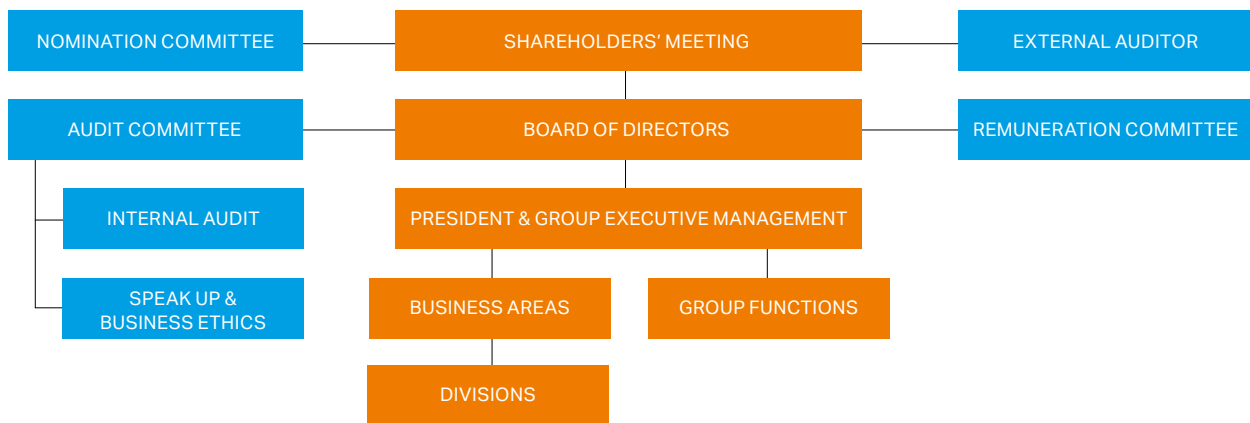 NOMINATION COMMITTEE
SHAREHOLDERS’ MEETING
EXTERNAL AUDITOR
AUDIT COMMITTEE
BOARD OF DIRECTORS
REMUNERATION COMMITTEE
INTERNAL AUDIT
PRESIDENT & GROUP EXECUTIVE MANAGEMENT
SPEAK UP &
BUSINESS ETHICS
BUSINESS AREAS
GROUP FUNCTIONS
DIVISIONS